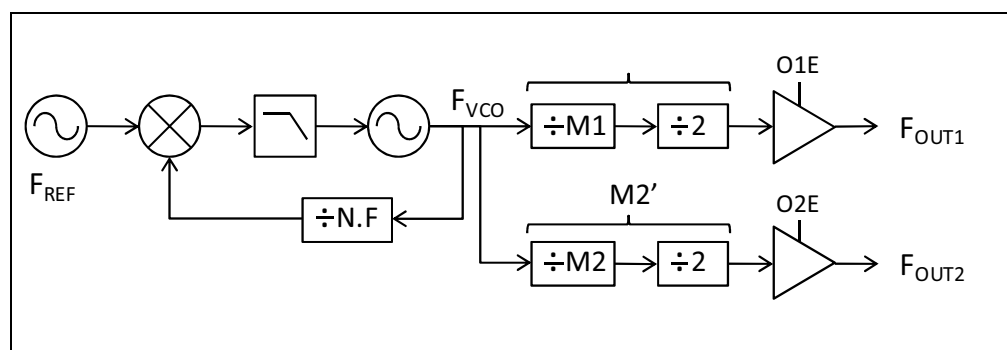 O1E
F_VCO
÷M1
÷2
F_OUT1
F_REF
÷N.F
M2’
O2E
÷M2
÷2
F_OUT2